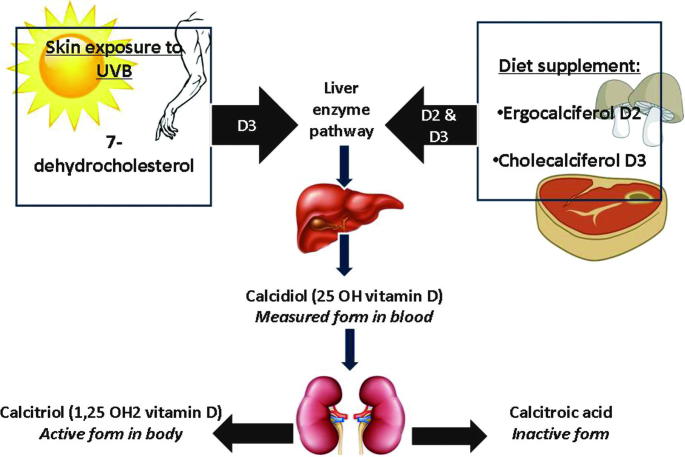 Skin exposure to
UVB
7-
dehydrocholesterol
D3
Liver
enzyme
pathway
D2 &
D3
Diet supplement:
•Ergocalciferol D2
•Cholecalciferol D3
Calcidiol (25 OH vitamin D)
Measured form in blood
Calcitriol (1,25 OH2 vitamin D)
Active form in body
Calcitroic acid
Inactive form